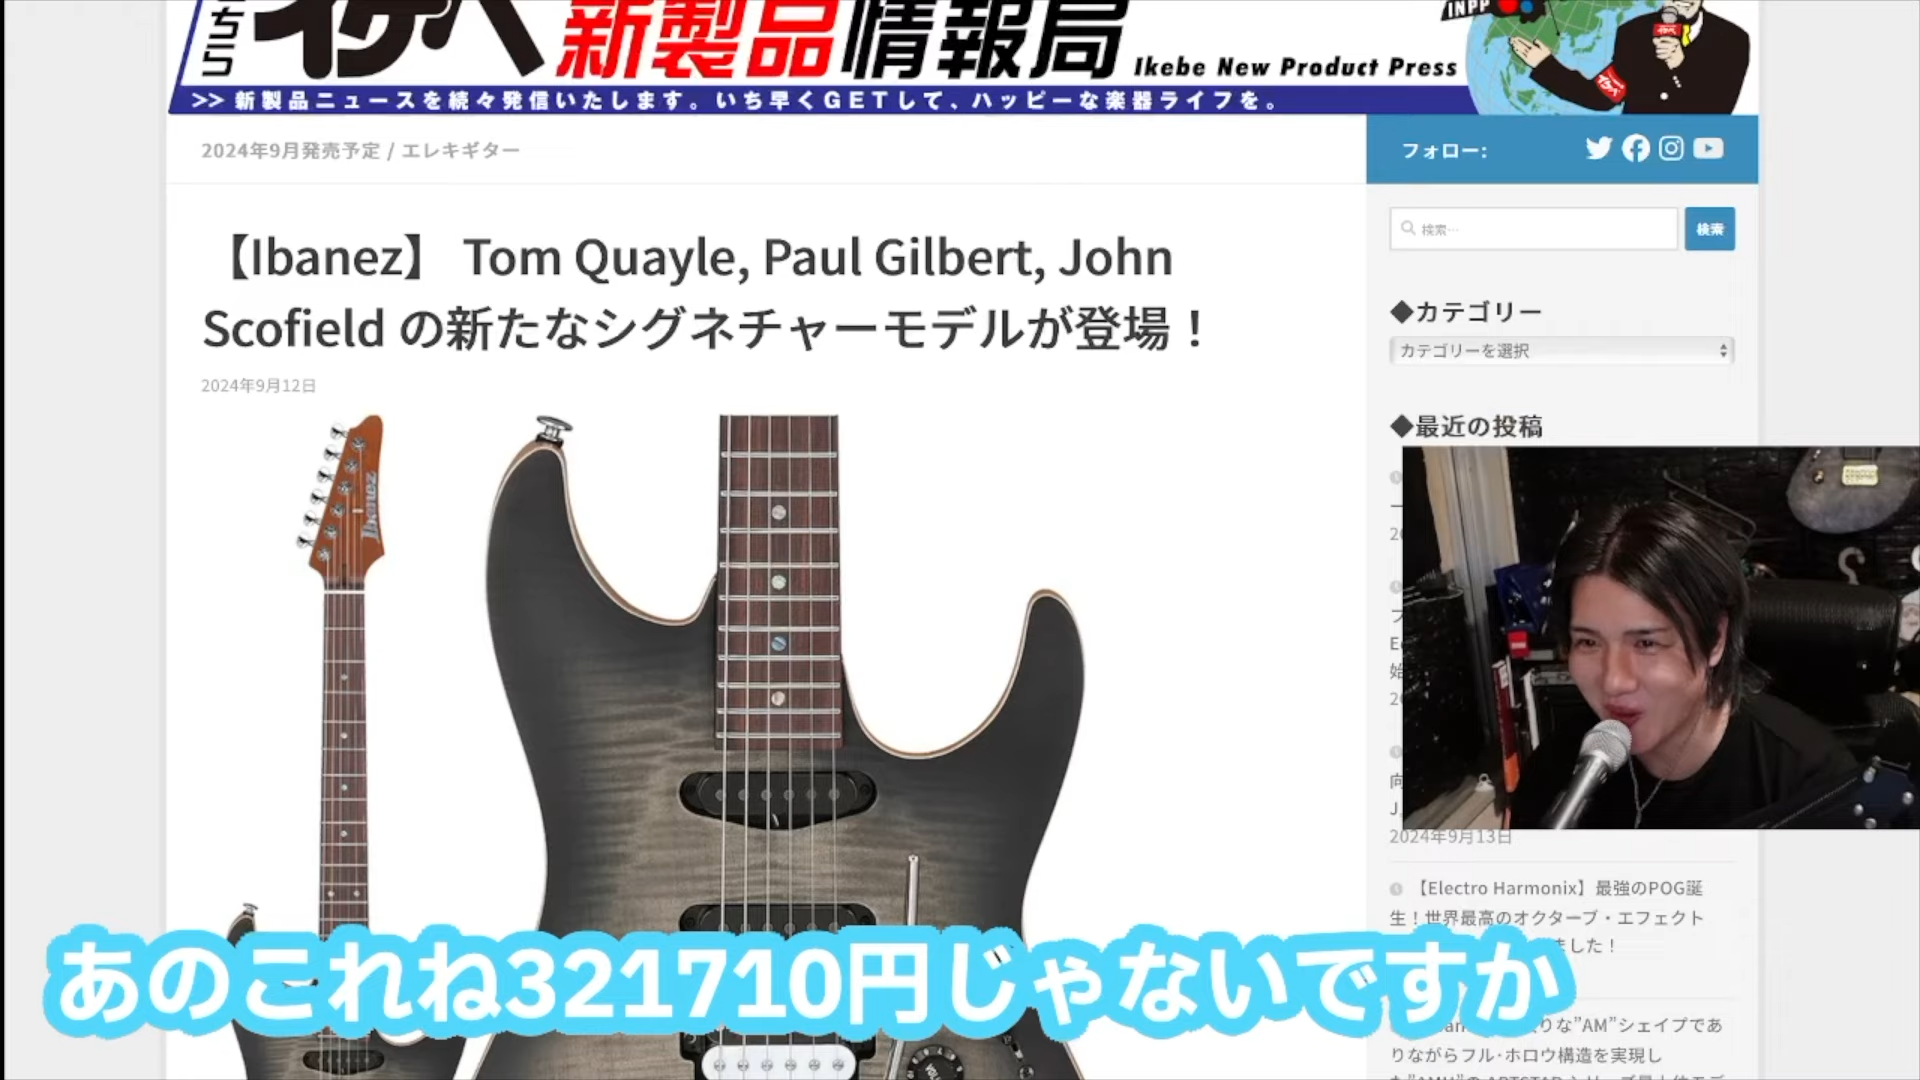 イケベ新製品情報局 Ikebe New Product Press
INPP
>> 新製品ニュースを続々発信いたします。いち早くGETして、ハッピーな楽器ライフを。
2024年9月発売予定 / エレキギター
フォロー:
検索…
検索
【Ibanez】 Tom Quayle, Paul Gilbert, John
Scofield の新たなシグネチャーモデルが登場！
2024年9月12日
Ibanez
◆カテゴリー
カテゴリーを選択
◆最近の投稿
2024年9月13日
【Electro Harmonix】最強のPOG誕
生！世界最高のオクターブ・エフェクト
ました！
りな”AM”シェイプであ
りながらフル・ホロウ構造を実現し
あのこれね321710円じゃないですか